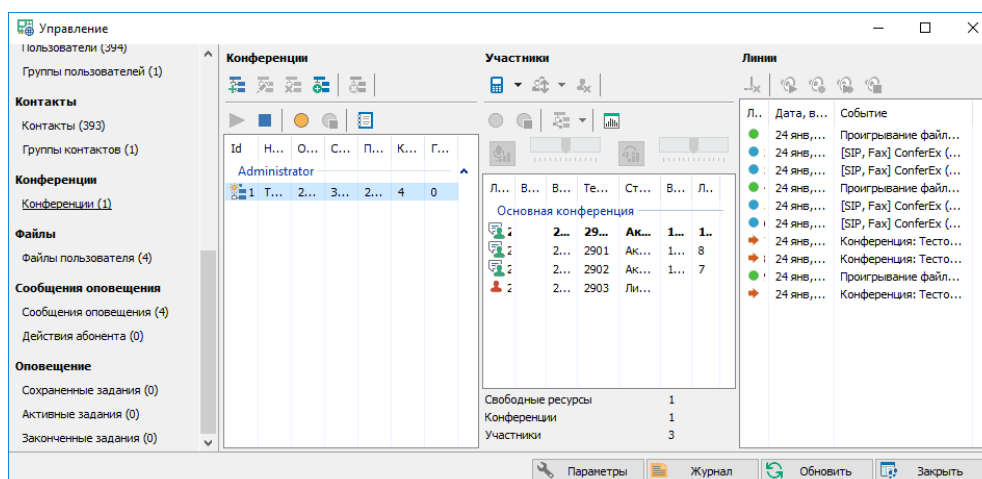 Управление
Пользователи (394)
Группы пользователей (1)
Контакты
Контакты (393)
Группы контактов (1)
Конференции
Конференции (1)
Файлы
Файлы пользователя (4)
Сообщения оповещения
Сообщения оповещения (4)
Действия абонента (0)
Оповещение
Сохраненные задания (0)
Активные задания (0)
Законченные задания (0)
Конференции
Id Н... О... С... П... К... Г...
Administrator
1 Т... 2... З... 2... 4 0
Участники
Л... В... В... Те... Ст... В... Л..
Основная конференция
2... 29... Ак... 1... 1..
2... 2901 Ак... 1... 8
2... 2902 Ак... 1... 7
2... 2903 Ли...
Свободные ресурсы 1
Конференции 1
Участники 3
Линии
Л.. Дата, в... Событие
24 янв,... Проигрывание файл...
24 янв,... [SIP, Fax] ConferEx (...
24 янв,... [SIP, Fax] ConferEx (...
24 янв,... Проигрывание файл...
24 янв,... [SIP, Fax] ConferEx (...
24 янв,... [SIP, Fax] ConferEx (...
24 янв,... Конференция: Тесто...
24 янв,... Конференция: Тесто...
24 янв,... Проигрывание файл...
24 янв,... Конференция: Тесто...
Параметры Журнал Обновить Закрыть